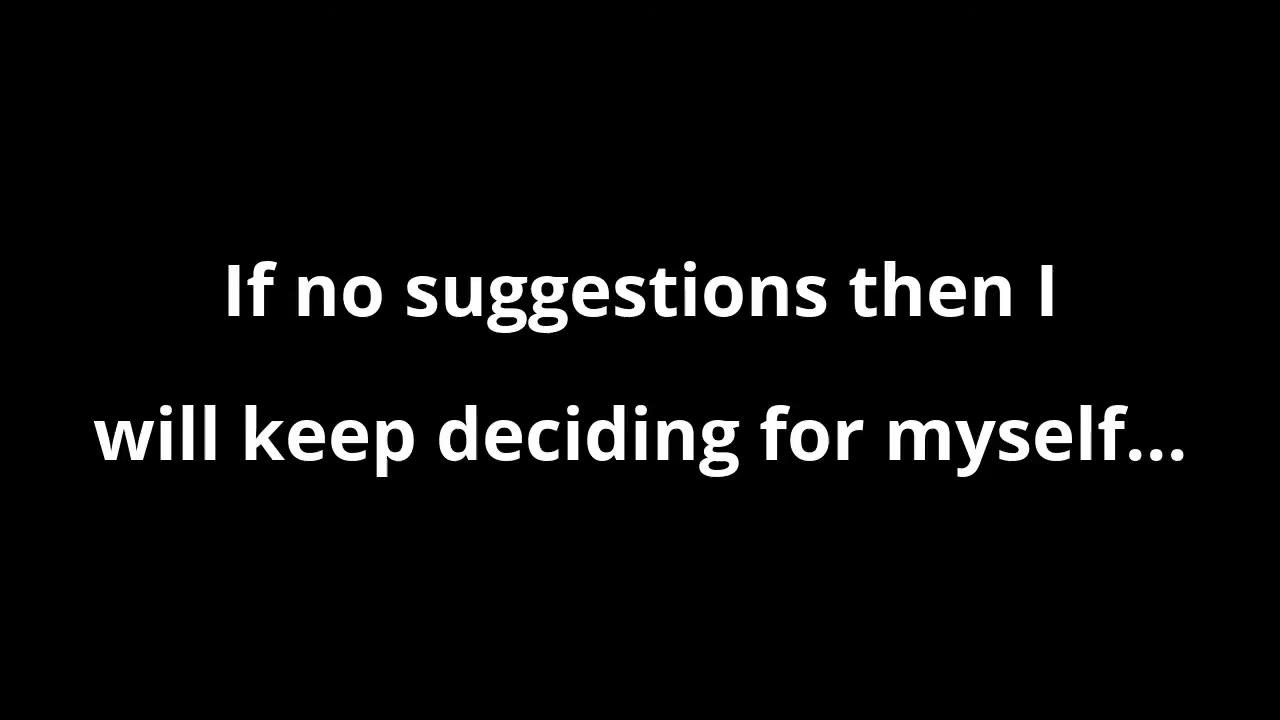 If no suggestions then I
will keep deciding for myself...